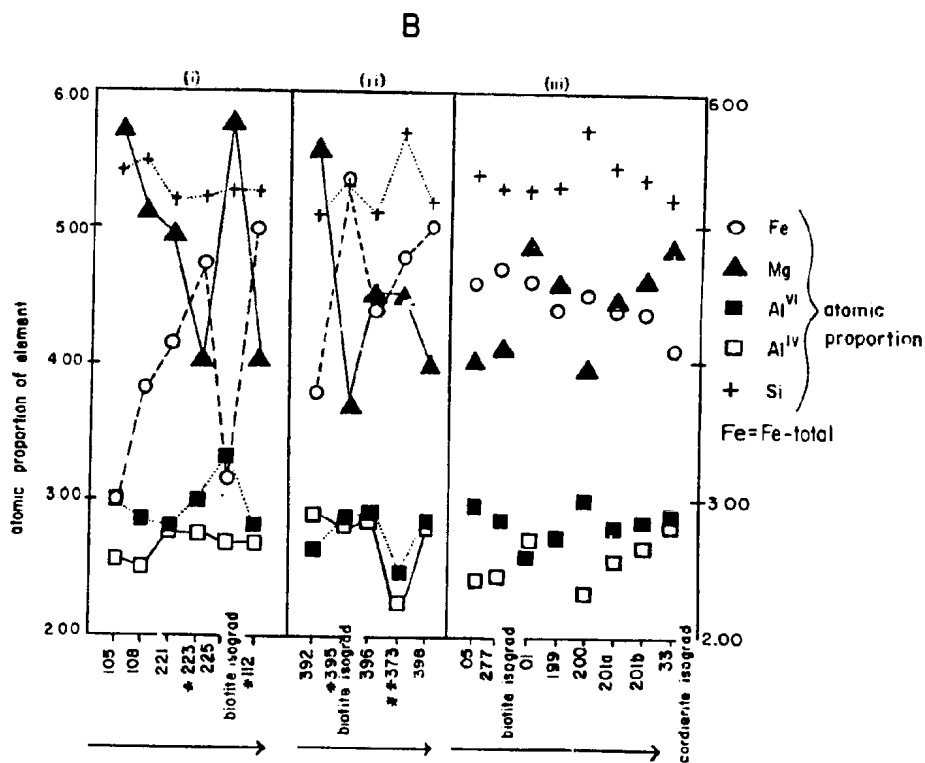 B
(i) (ii) (iii)
6.00
5.00
4.00
3.00
2.00
atomic proportion of element
6.00
3.00
2.00
Fe
Mg
Al VI
Al IV
Si
atomic proportion
Fe=Fe-total
105
108
221
* 223
225
biotite isograd
#112
392
*395
biotite isograd
396
#*373
398
05
277
biotite isograd
01
199
200
201a
201b
33
cordierite isograd